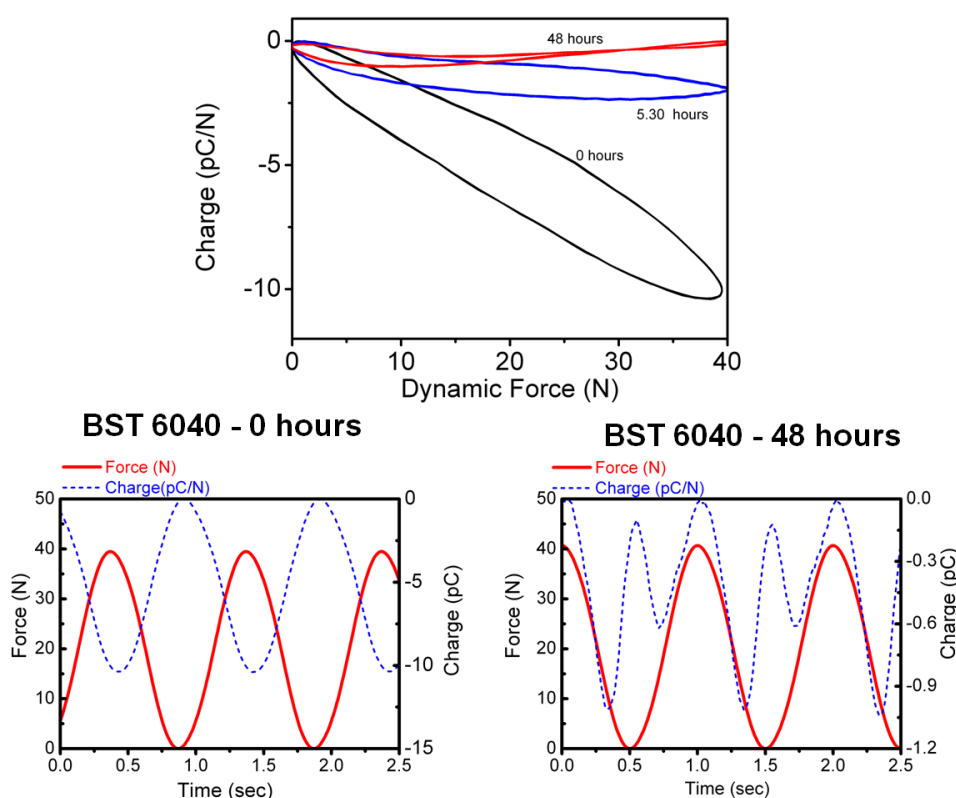 0
-5
-10
Charge (pC/N)
48 hours
5.30 hours
0 hours
0 10 20 30 40
Dynamic Force (N)
BST 6040 - 0 hours
Force (N)
Charge(pC/N)
50
40
30
20
10
0
Force (N)
0
-5
-10
-15
Charge (pC)
0.0 0.5 1.0 1.5 2.0 2.5
Time (sec)
BST 6040 - 48 hours
Force (N)
Charge (pC/N)
50
40
30
20
10
0
Force (N)
0.0
-0.3
-0.6
-0.9
-1.2
Charge (pC)
0.0 0.5 1.0 1.5 2.0 2.5
Time (sec)